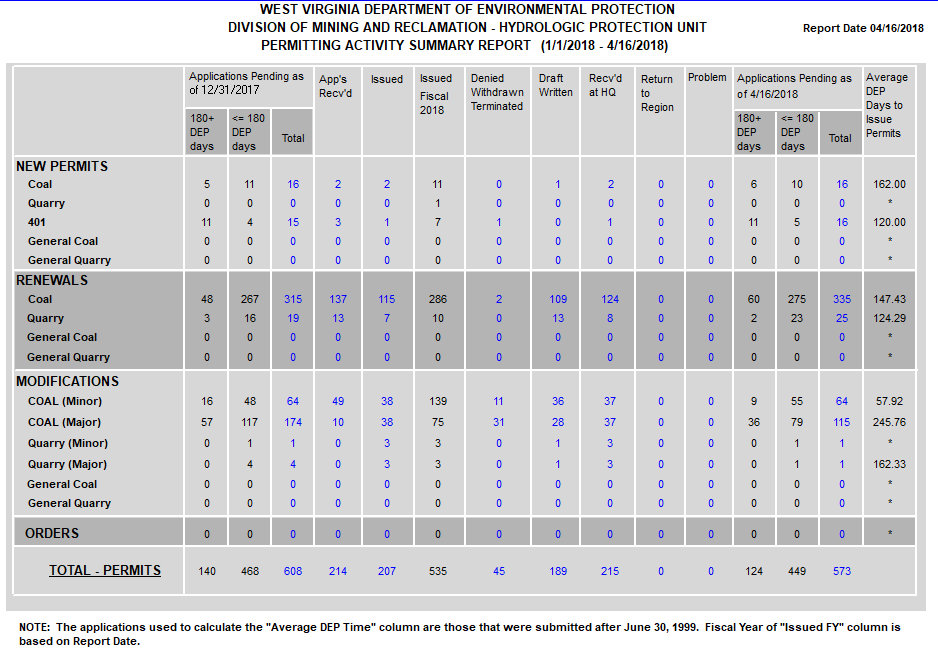 WEST VIRGINIA DEPARTMENT OF ENVIRONMENTAL PROTECTION
DIVISION OF MINING AND RECLAMATION - HYDROLOGIC PROTECTION UNIT
Report Date 04/16/2018
PERMITTING ACTIVITY SUMMARY REPORT (1/1/2018 - 4/16/2018)
Applications Pending as of 12/31/2017 App's Recv'd Issued Issued Fiscal 2018 Denied Withdrawn Terminated Draft Written Recv'd at HQ Return to Region Problem Applications Pending as of 4/16/2018 Average DEP Days to Issue Permits
180+ DEP days <= 180 DEP days Total 180+ DEP days <= 180 DEP days Total
NEW PERMITS
Coal 5 11 16 2 2 11 0 1 2 0 0 6 10 16 162.00
Quarry 0 0 0 0 0 1 0 0 0 0 0 0 0 0 *
401 11 4 15 3 1 7 1 0 1 0 0 11 5 16 120.00
General Coal 0 0 0 0 0 0 0 0 0 0 0 0 0 0 *
General Quarry 0 0 0 0 0 0 0 0 0 0 0 0 0 0 *
RENEWALS
Coal 48 267 315 137 115 286 2 109 124 0 0 60 275 335 147.43
Quarry 3 16 19 13 7 10 0 13 8 0 0 2 23 25 124.29
General Coal 0 0 0 0 0 0 0 0 0 0 0 0 0 0 *
General Quarry 0 0 0 0 0 0 0 0 0 0 0 0 0 0 *
MODIFICATIONS
COAL (Minor) 16 48 64 49 38 139 11 36 37 0 0 9 55 64 57.92
COAL (Major) 57 117 174 10 38 75 31 28 37 0 0 36 79 115 245.76
Quarry (Minor) 0 1 1 0 3 3 0 1 3 0 0 0 1 1 *
Quarry (Major) 0 4 4 0 3 3 0 1 3 0 0 0 1 1 162.33
General Coal 0 0 0 0 0 0 0 0 0 0 0 0 0 0 *
General Quarry 0 0 0 0 0 0 0 0 0 0 0 0 0 0 *
ORDERS 0 0 0 0 0 0 0 0 0 0 0 0 0 0 *
TOTAL - PERMITS 140 468 608 214 207 535 45 189 215 0 0 124 449 573
NOTE: The applications used to calculate the "Average DEP Time" column are those that were submitted after June 30, 1999. Fiscal Year of "Issued FY" column is
based on Report Date.